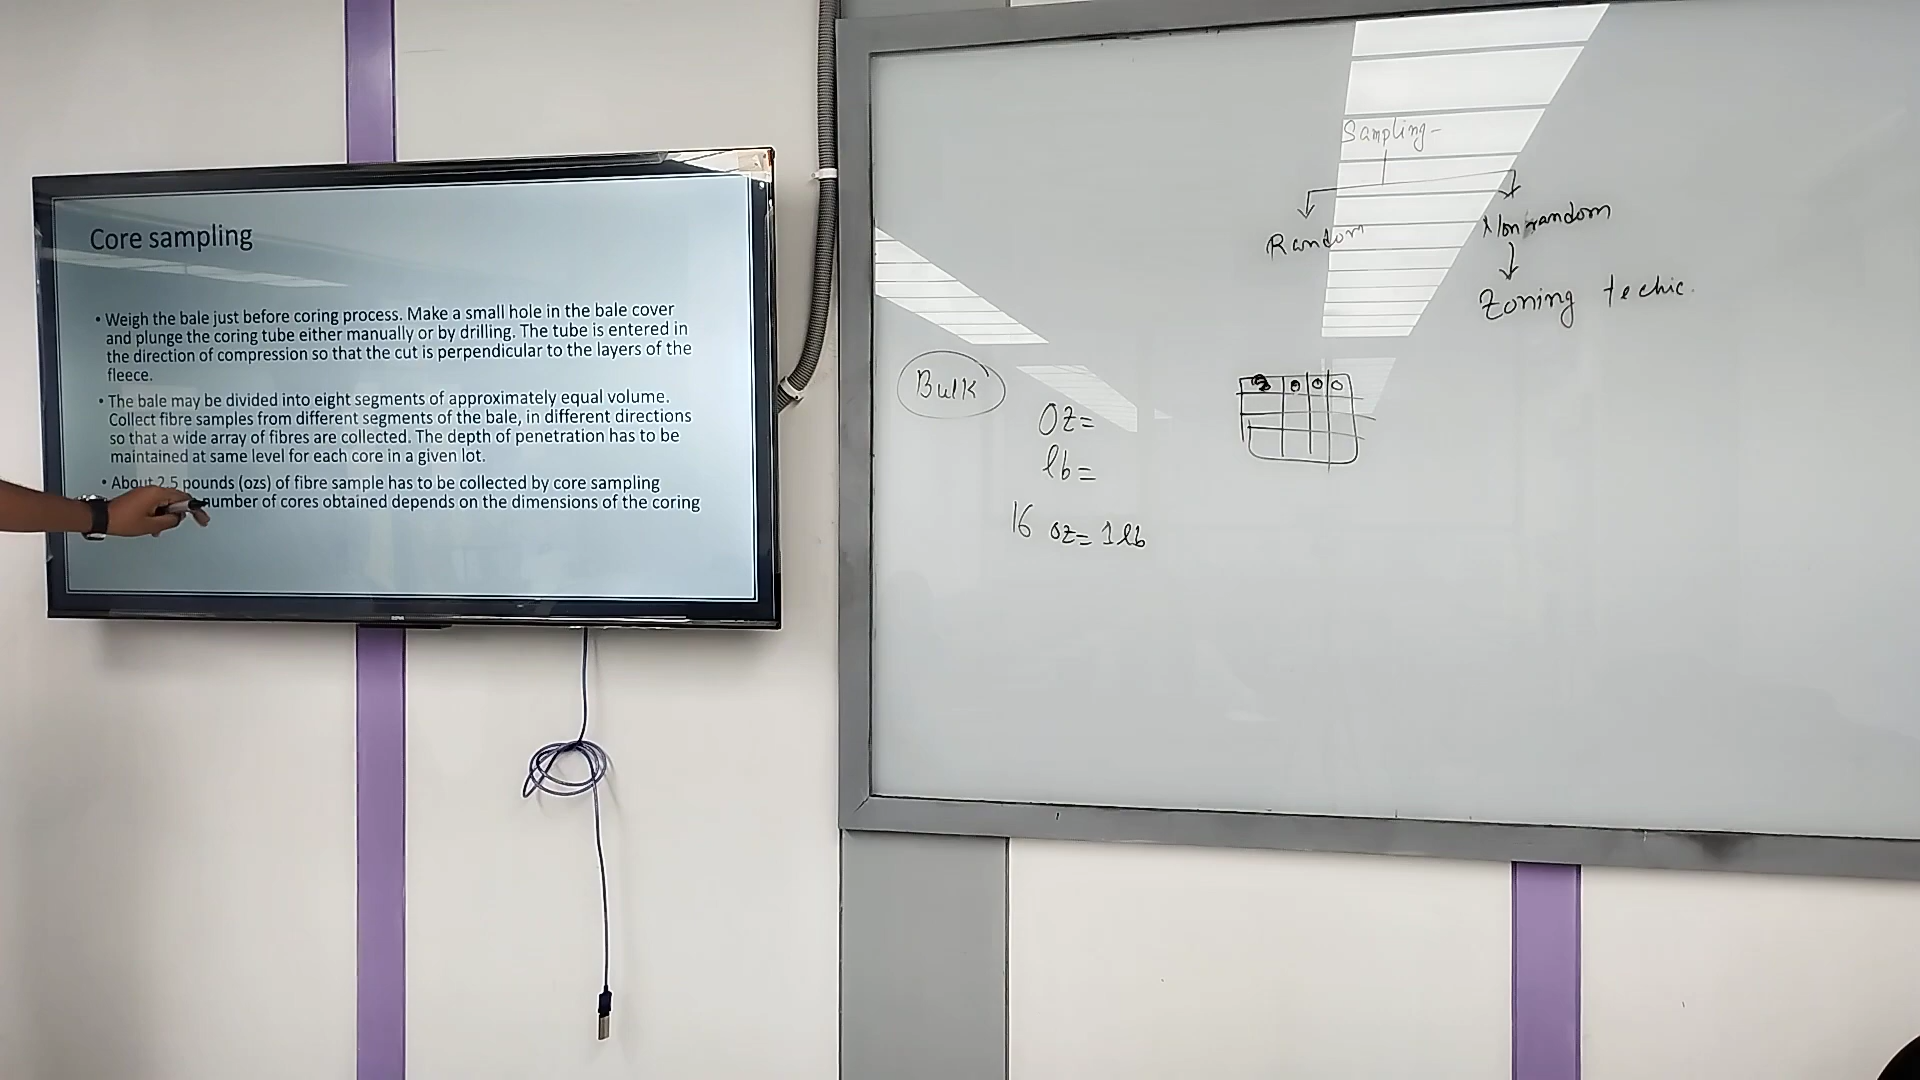 Core sampling
• Weigh the bale just before coring process. Make a small hole in the bale cover
and plunge the coring tube either manually or by drilling. The tube is entered in
the direction of compression so that the cut is perpendicular to the layers of the
fleece.
• The bale may be divided into eight segments of approximately equal volume.
Collect fibre samples from different segments of the bale, in different directions
so that a wide array of fibres are collected. The depth of penetration has to be
maintained at same level for each core in a given lot.
• About 2.5 pounds (ozs) of fibre sample has to be collected by core sampling
number of cores obtained depends on the dimensions of the coring
Sampling-
Random
Non random
Zoning techic.
Bulk
Oz=
lb=
16 oz= 1 lb